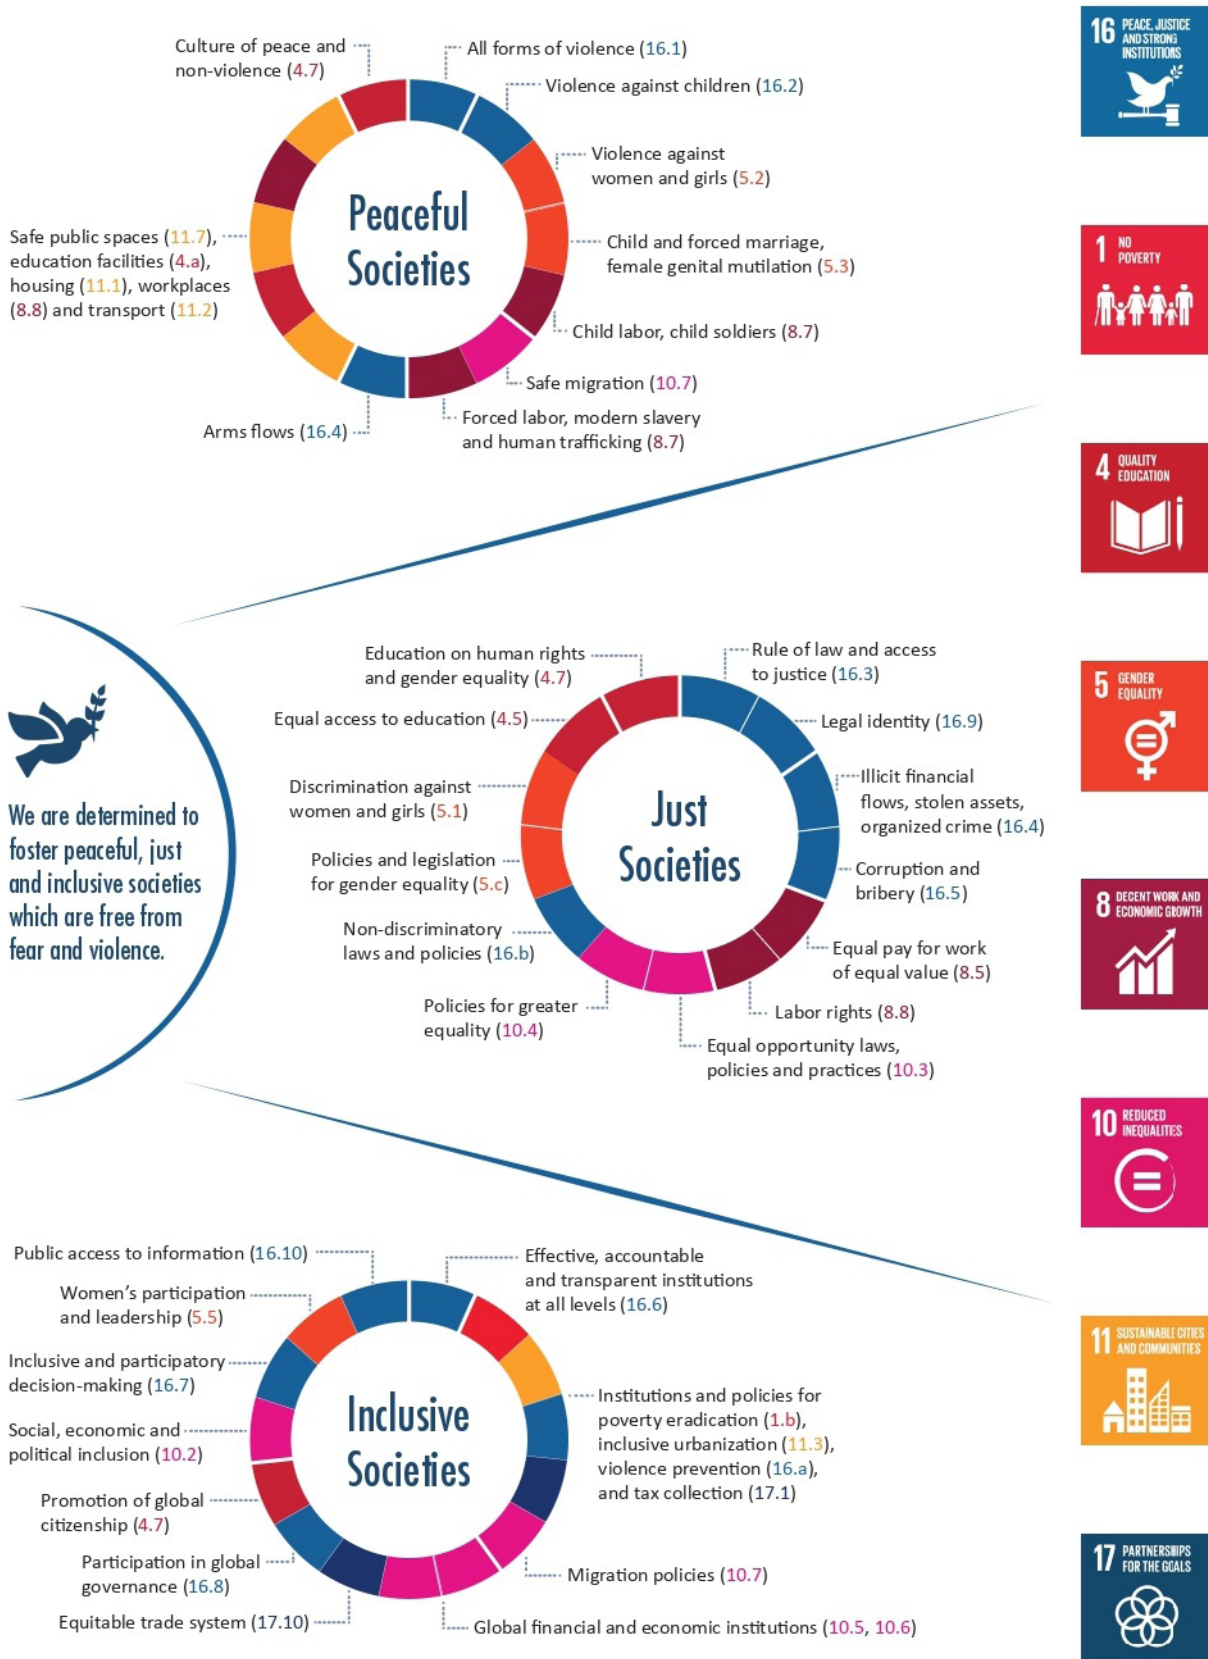 Culture of peace and
non-violence (4.7)
All forms of violence (16.1)
Violence against children (16.2)
Violence against
women and girls (5.2)
Child and forced marriage,
female genital mutilation (5.3)
Child labor, child soldiers (8.7)
Safe migration (10.7)
Forced labor, modern slavery
and human trafficking (8.7)
Arms flows (16.4)
Safe public spaces (11.7),
education facilities (4.a),
housing (11.1), workplaces
(8.8) and transport (11.2)
Peaceful
Societies
We are determined to
foster peaceful, just
and inclusive societies
which are free from
fear and violence.
Education on human rights
and gender equality (4.7)
Equal access to education (4.5)
Discrimination against
women and girls (5.1)
Policies and legislation
for gender equality (5.c)
Non-discriminatory
laws and policies (16.b)
Policies for greater
equality (10.4)
Rule of law and access
to justice (16.3)
Legal identity (16.9)
Illicit financial
flows, stolen assets,
organized crime (16.4)
Corruption and
bribery (16.5)
Equal pay for work
of equal value (8.5)
Labor rights (8.8)
Equal opportunity laws,
policies and practices (10.3)
Just
Societies
Public access to information (16.10)
Women's participation
and leadership (5.5)
Inclusive and participatory
decision-making (16.7)
Social, economic and
political inclusion (10.2)
Promotion of global
citizenship (4.7)
Participation in global
governance (16.8)
Equitable trade system (17.10)
Effective, accountable
and transparent institutions
at all levels (16.6)
Institutions and policies for
poverty eradication (1.b),
inclusive urbanization (11.3),
violence prevention (16.a),
and tax collection (17.1)
Migration policies (10.7)
Global financial and economic institutions (10.5, 10.6)
Inclusive
Societies
16 PEACE, JUSTICE
AND STRONG
INSTITUTIONS
1 NO
POVERTY
4 QUALITY
EDUCATION
5 GENDER
EQUALITY
8 DECENT WORK AND
ECONOMIC GROWTH
10 REDUCED
INEQUALITIES
11 SUSTAINABLE CITIES
AND COMMUNITIES
17 PARTNERSHIPS
FOR THE GOALS